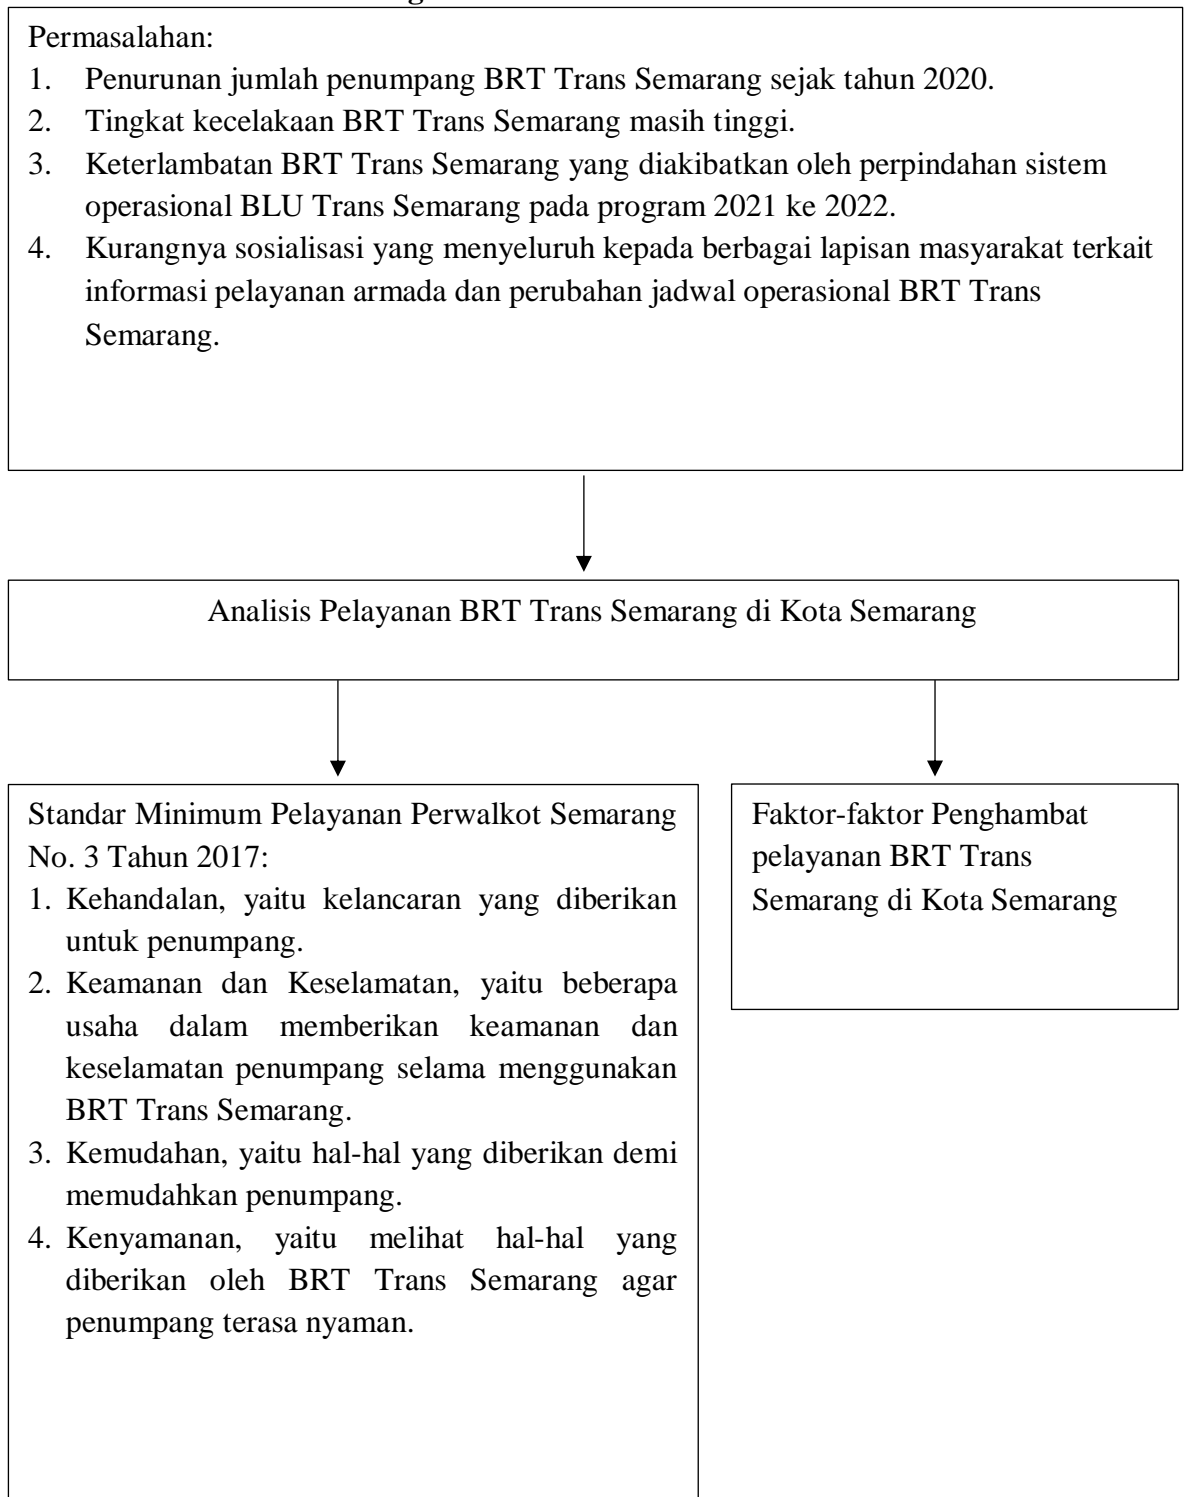 Permasalahan:
1. Penurunan jumlah penumpang BRT Trans Semarang sejak tahun 2020.
2. Tingkat kecelakaan BRT Trans Semarang masih tinggi.
3. Keterlambatan BRT Trans Semarang yang diakibatkan oleh perpindahan sistem
operasional BLU Trans Semarang pada program 2021 ke 2022.
4. Kurangnya sosialisasi yang menyeluruh kepada berbagai lapisan masyarakat terkait
informasi pelayanan armada dan perubahan jadwal operasional BRT Trans
Semarang.
Analisis Pelayanan BRT Trans Semarang di Kota Semarang
Standar Minimum Pelayanan Perwalkot Semarang
No. 3 Tahun 2017:
1. Kehandalan, yaitu kelancaran yang diberikan
untuk penumpang.
2. Keamanan dan Keselamatan, yaitu beberapa
usaha dalam memberikan keamanan dan
keselamatan penumpang selama menggunakan
BRT Trans Semarang.
3. Kemudahan, yaitu hal-hal yang diberikan demi
memudahkan penumpang.
4. Kenyamanan, yaitu melihat hal-hal yang
diberikan oleh BRT Trans Semarang agar
penumpang terasa nyaman.
Faktor-faktor Penghambat
pelayanan BRT Trans
Semarang di Kota Semarang